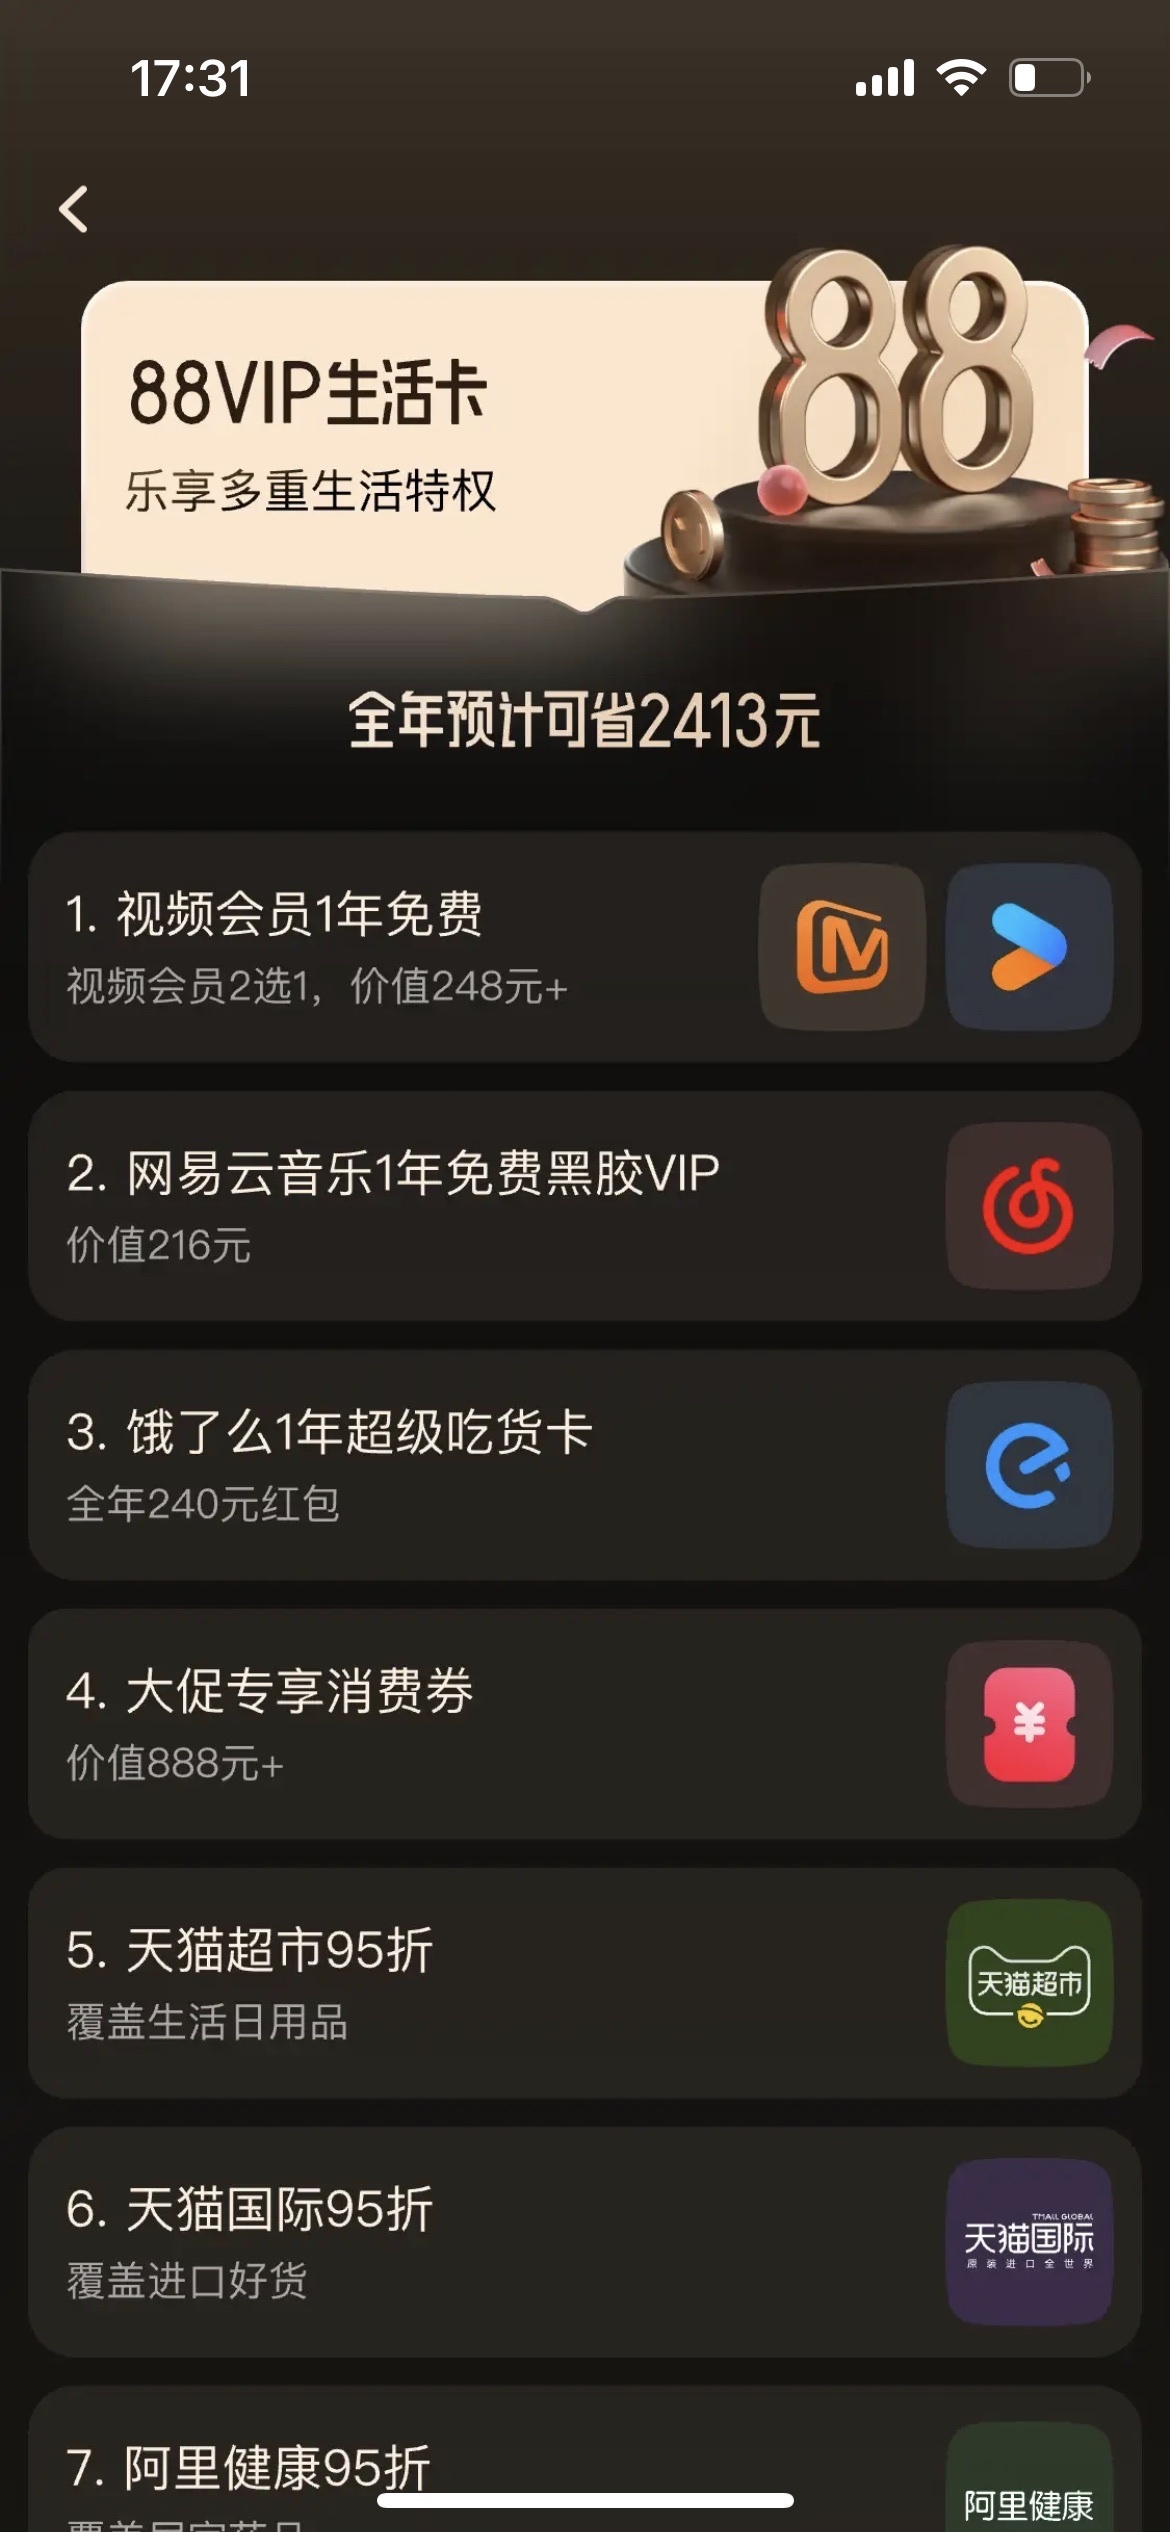 17:31
88VIP生活卡
乐享多重生活特权
88
全年预计可省2413元
1. 视频会员1年免费
视频会员2选1，价值248元+
2. 网易云音乐1年免费黑胶VIP
价值216元
3. 饿了么1年超级吃货卡
全年240元红包
4. 大促专享消费券
价值888元+
¥
5. 天猫超市95折
覆盖生活日用品
天猫超市
6. 天猫国际95折
覆盖进口好货
TMALL GLOBAL
天猫国际
原装进口全世界
7. 阿里健康95折
阿里健康